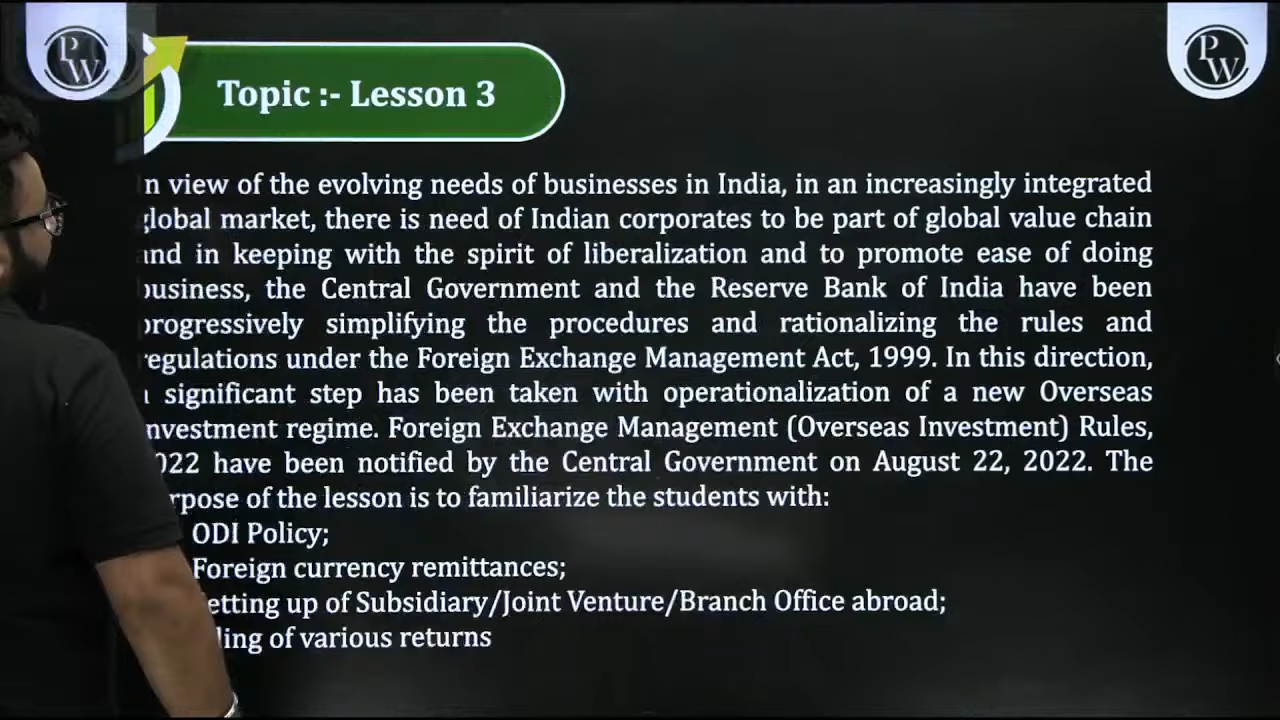 PW
PW
Topic :- Lesson 3
n view of the evolving needs of businesses in India, in an increasingly integrated
global market, there is need of Indian corporates to be part of global value chain
and in keeping with the spirit of liberalization and to promote ease of doing
business, the Central Government and the Reserve Bank of India have been
progressively simplifying the procedures and rationalizing the rules and
regulations under the Foreign Exchange Management Act, 1999. In this direction,
significant step has been taken with operationalization of a new Overseas
nvestment regime. Foreign Exchange Management (Overseas Investment) Rules,
022 have been notified by the Central Government on August 22, 2022. The
rpose of the lesson is to familiarize the students with:
ODI Policy;
Foreign currency remittances;
etting up of Subsidiary/Joint Venture/Branch Office abroad;
ling of various returns